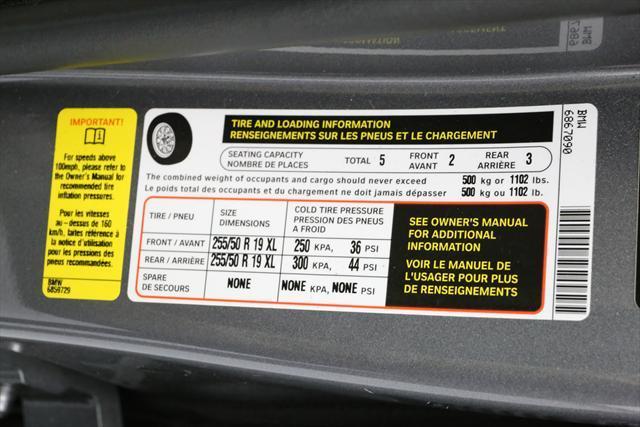 IMPORTANT!
For speeds above
100mph, please refer to
the Owner's Manual for
recommended tire
inflation pressures.
Pour les vitesses
au - dessus de 160
km/h, faites référence à
la notice d'utilisation
pour les pressions des
pneus recommandées.
BMW
6859729
TIRE AND LOADING INFORMATION
RENSEIGNEMENTS SUR LES PNEUS ET LE CHARGEMENT
SEATING CAPACITY
NOMBRE DE PLACES
TOTAL 5
FRONT
AVANT 2
REAR
ARRIÈRE 3
The combined weight of occupants and cargo should never exceed 500 kg or 1102 lbs.
Le poids total des occupants et du chargement ne doit jamais dépasser 500 kg ou 1102 lb.
TIRE / PNEU
SIZE
DIMENSIONS
COLD TIRE PRESSURE
PRESSION DES PNEUS
A FROID
FRONT / AVANT 255/50 R 19 XL 250 KPA, 36 PSI
REAR / ARRIÈRE 255/50 R 19 XL 300 KPA, 44 PSI
SPARE
DE SECOURS
NONE NONE KPA, NONE PSI
SEE OWNER'S MANUAL
FOR ADDITIONAL
INFORMATION
VOIR LE MANUEL DE
L'USAGER POUR PLUS
DE RENSEIGNEMENTS
BMW
6867090